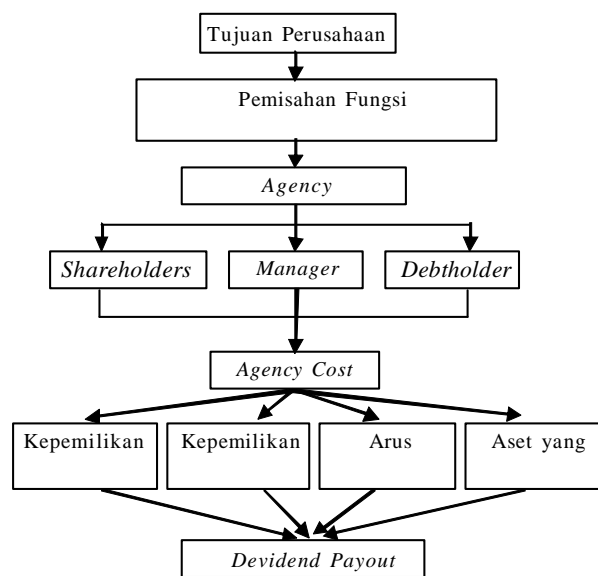 Tujuan Perusahaan
Pemisahan Fungsi
Agency
Shareholders
Manager
Debtholder
Agency Cost
Kepemilikan
Kepemilikan
Arus
Aset yang
Devidend Payout